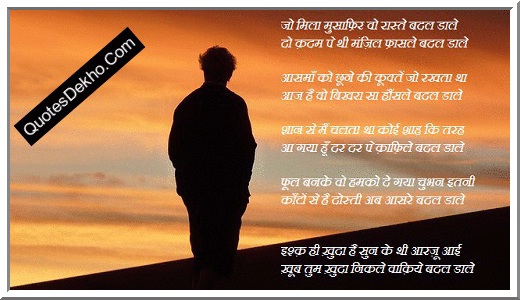 जो मिला मुसाफ़िर वो रास्ते बदल डाले
दो क़दम पे थी मंज़िल फ़ासले बदल डाले
आसमाँ को छूने की कूवतें जो रखता था
आज है वो बिखरा सा हौंसले बदल डाले
शान से मैं चलता था कोई शाह कि तरह
आ गया हूँ दर दर पे क़ाफ़िले बदल डाले
फूल बनके वो हमको दे गया चुभन इतनी
काँटों से है दोस्ती अब आसरे बदल डाले
इश्क़ ही ख़ुदा है सुन के थी आरज़ू आई
ख़ूब तुम ख़ुदा निकले वाक़िये बदल डाले
QuotesDekho.Com